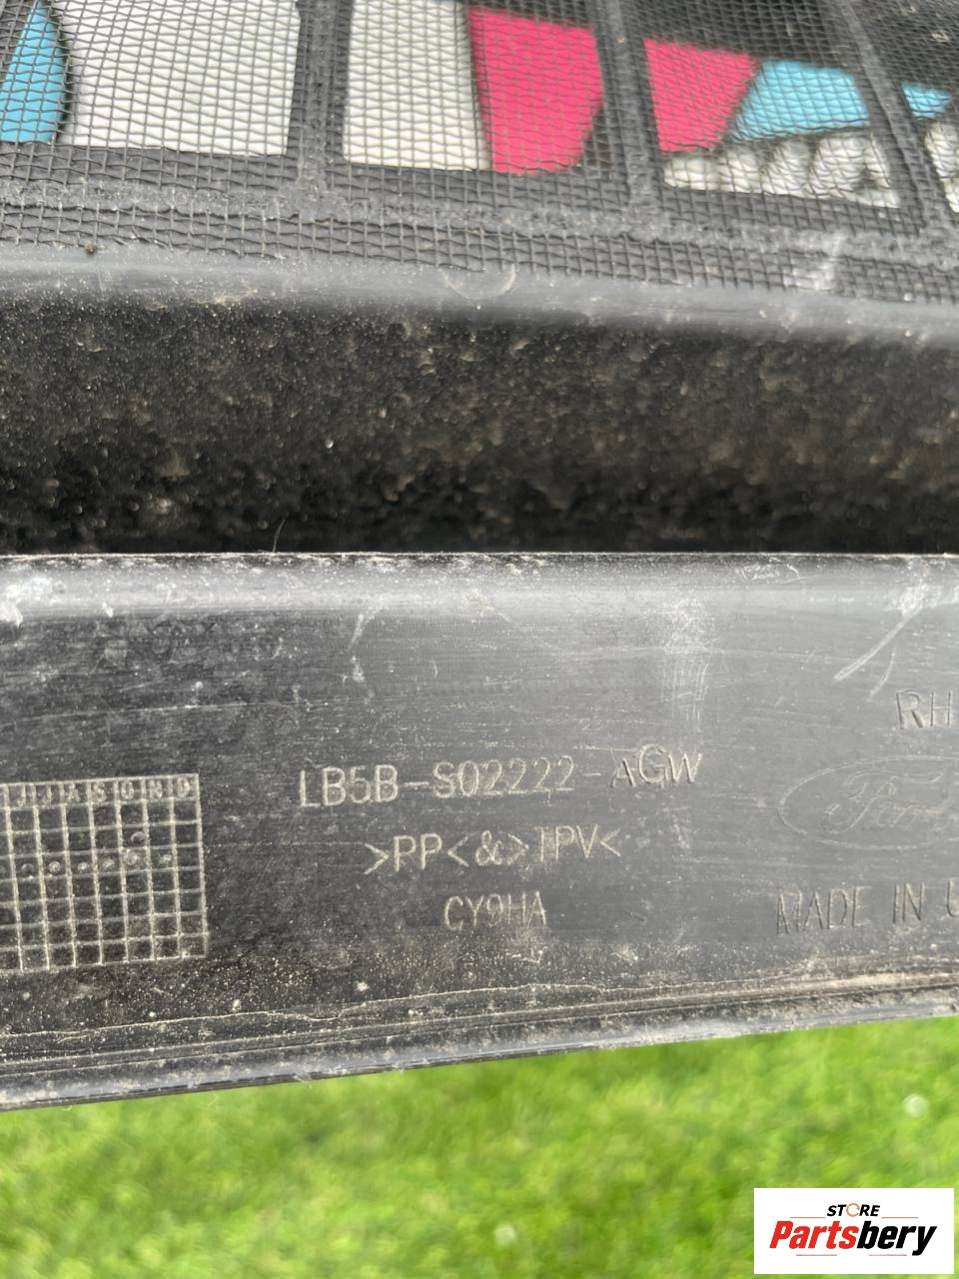 RH
J J A S O N D
LB5B-S02222-AGW
Ford
>PP<&>TPV<
CY9HA
MADE IN U
STORE
Partsbery